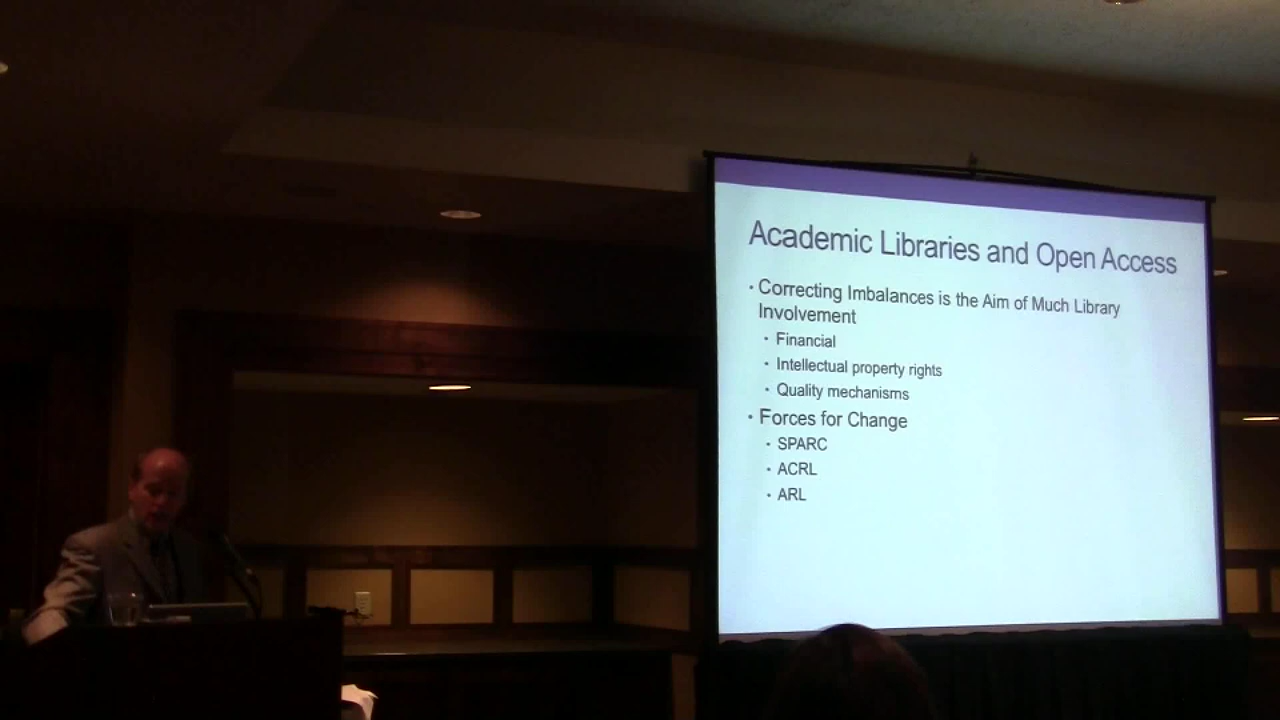 Academic Libraries and Open Access
• Correcting Imbalances is the Aim of Much Library
Involvement
• Financial
• Intellectual property rights
• Quality mechanisms
• Forces for Change
• SPARC
• ACRL
• ARL